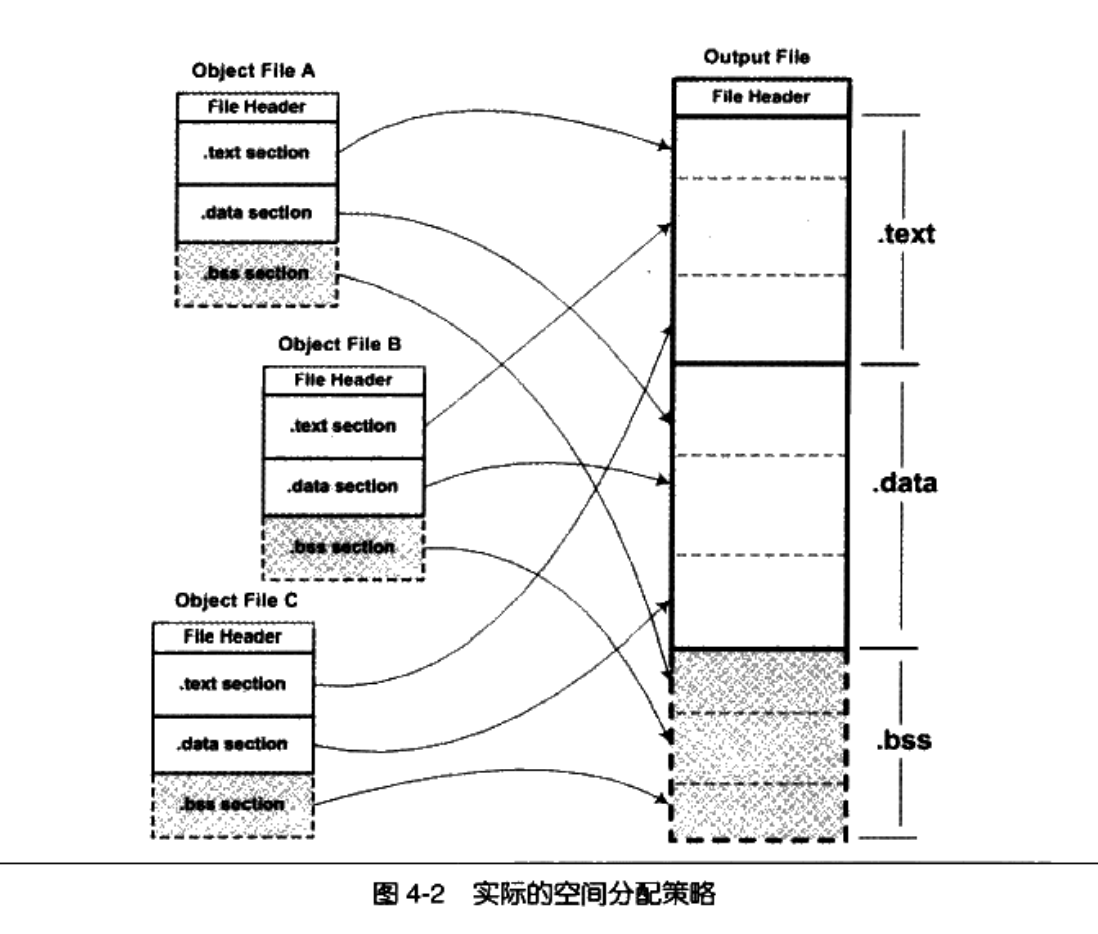 Object File A
File Header
.text section
.data section
.bss section
Object File B
File Header
.text section
.data section
.bss section
Object File C
File Header
.text section
.data section
.bss section
Output File
File Header
.text
.data
.bss
图 4-2 实际的空间分配策略